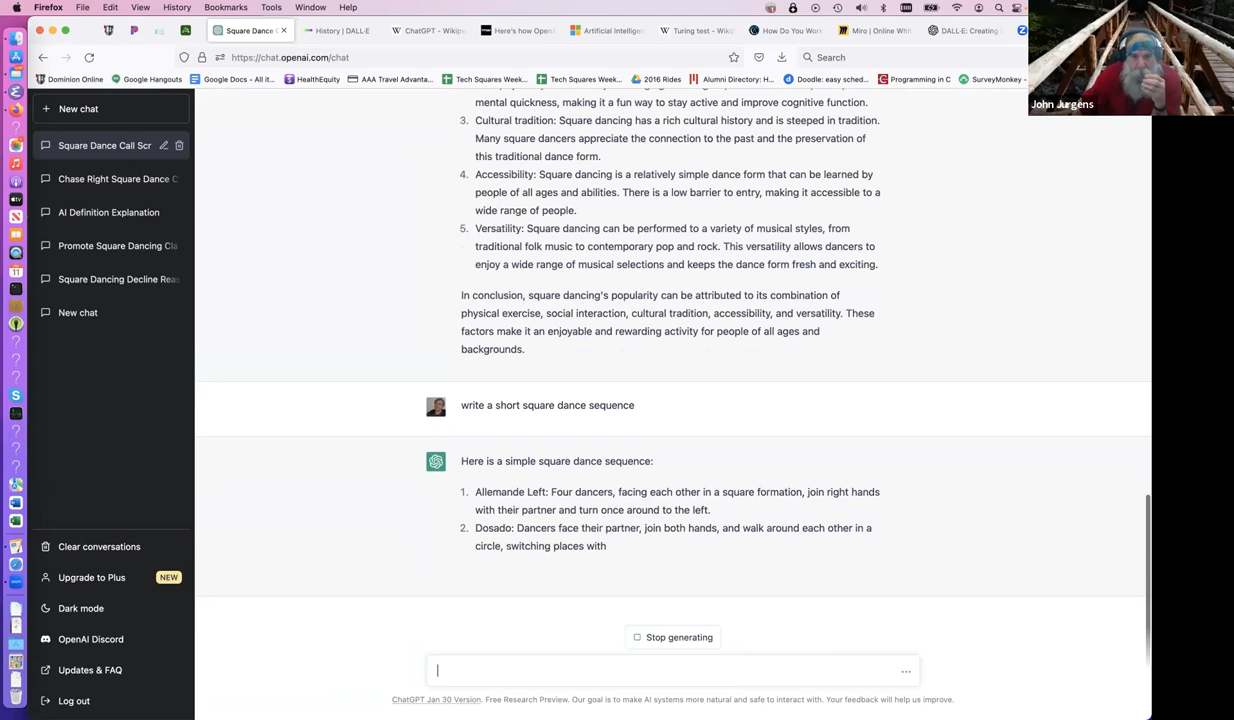 Firefox File Edit View History Bookmarks Tools Window Help
Square Dance C
History | DALL·E
ChatGPT - Wikipe
Here's how OpenA
Artificial Intelligenc
Turing test - Wikip
How Do You Work
Miro | Online Whit
DALL·E: Creating
https://chat.openai.com/chat
Search
Dominion Online
Google Hangouts
Google Docs - All it...
HealthEquity
AAA Travel Advanta...
Tech Squares Week...
Tech Squares Week...
2016 Rides
Alumni Directory: H...
Doodle: easy sched...
Programming in C
SurveyMonkey
John Jurgens
New chat
Square Dance Call Scr
Chase Right Square Dance C
AI Definition Explanation
Promote Square Dancing Cla
Square Dancing Decline Rea
New chat
mental quickness, making it a fun way to stay active and improve cognitive function.
3. Cultural tradition: Square dancing has a rich cultural history and is steeped in tradition.
Many square dancers appreciate the connection to the past and the preservation of
this traditional dance form.
4. Accessibility: Square dancing is a relatively simple dance form that can be learned by
people of all ages and abilities. There is a low barrier to entry, making it accessible to a
wide range of people.
5. Versatility: Square dancing can be performed to a variety of musical styles, from
traditional folk music to contemporary pop and rock. This versatility allows dancers to
enjoy a wide range of musical selections and keeps the dance form fresh and exciting.
In conclusion, square dancing's popularity can be attributed to its combination of
physical exercise, social interaction, cultural tradition, accessibility, and versatility. These
factors make it an enjoyable and rewarding activity for people of all ages and
backgrounds.
write a short square dance sequence
Here is a simple square dance sequence:
1. Allemande Left: Four dancers, facing each other in a square formation, join right hands
with their partner and turn once around to the left.
2. Dosado: Dancers face their partner, join both hands, and walk around each other in a
circle, switching places with
Clear conversations
Upgrade to Plus NEW
Dark mode
OpenAI Discord
Updates & FAQ
Log out
Stop generating
ChatGPT Jan 30 Version. Free Research Preview. Our goal is to make AI systems more natural and safe to interact with. Your feedback will help us improve.